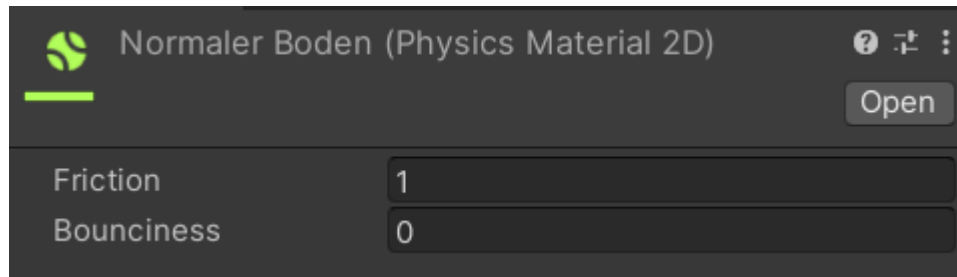 Normaler Boden (Physics Material 2D)
Open
Friction 1
Bounciness 0